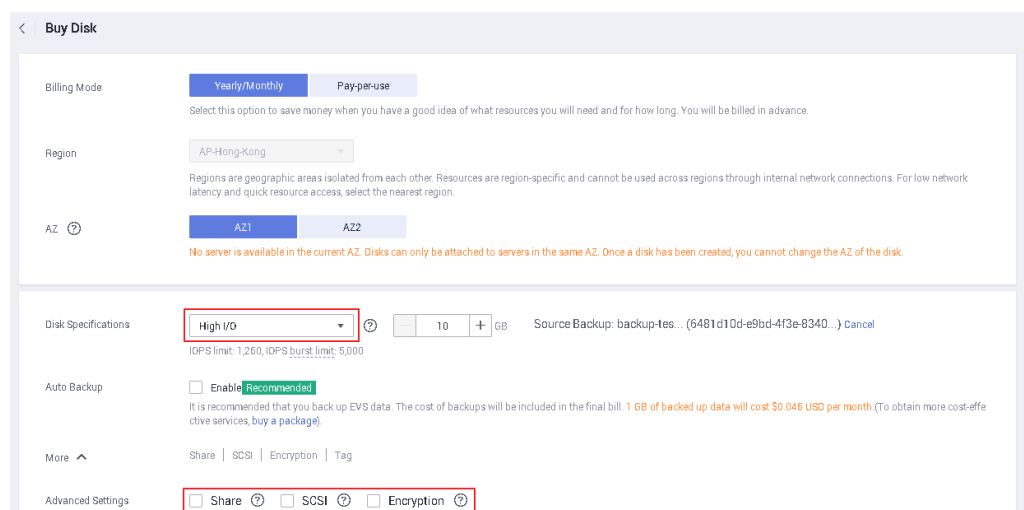 Buy Disk
Billing Mode
Yearly/Monthly Pay-per-use
Select this option to save money when you have a good idea of what resources you will need and for how long. You will be billed in advance.
Region
AP-Hong-Kong
Regions are geographic areas isolated from each other. Resources are region-specific and cannot be used across regions through internal network connections. For low network
latency and quick resource access, select the nearest region.
AZ ?
AZ1 AZ2
No server is available in the current AZ. Disks can only be attached to servers in the same AZ. Once a disk has been created, you cannot change the AZ of the disk.
Disk Specifications
High I/O ? − 10 + GB Source Backup: backup-tes... (6481d10d-e9bd-4f3e-8340...) Cancel
IOPS limit: 1,260, IOPS burst limit: 5,000
Auto Backup
Enable Recommended
It is recommended that you back up EVS data. The cost of backups will be included in the final bill. 1 GB of backed up data will cost $0.046 USD per month.(To obtain more cost-effe
ctive services, buy a package).
More
Share | SCSI | Encryption | Tag
Advanced Settings
Share ? SCSI ? Encryption ?